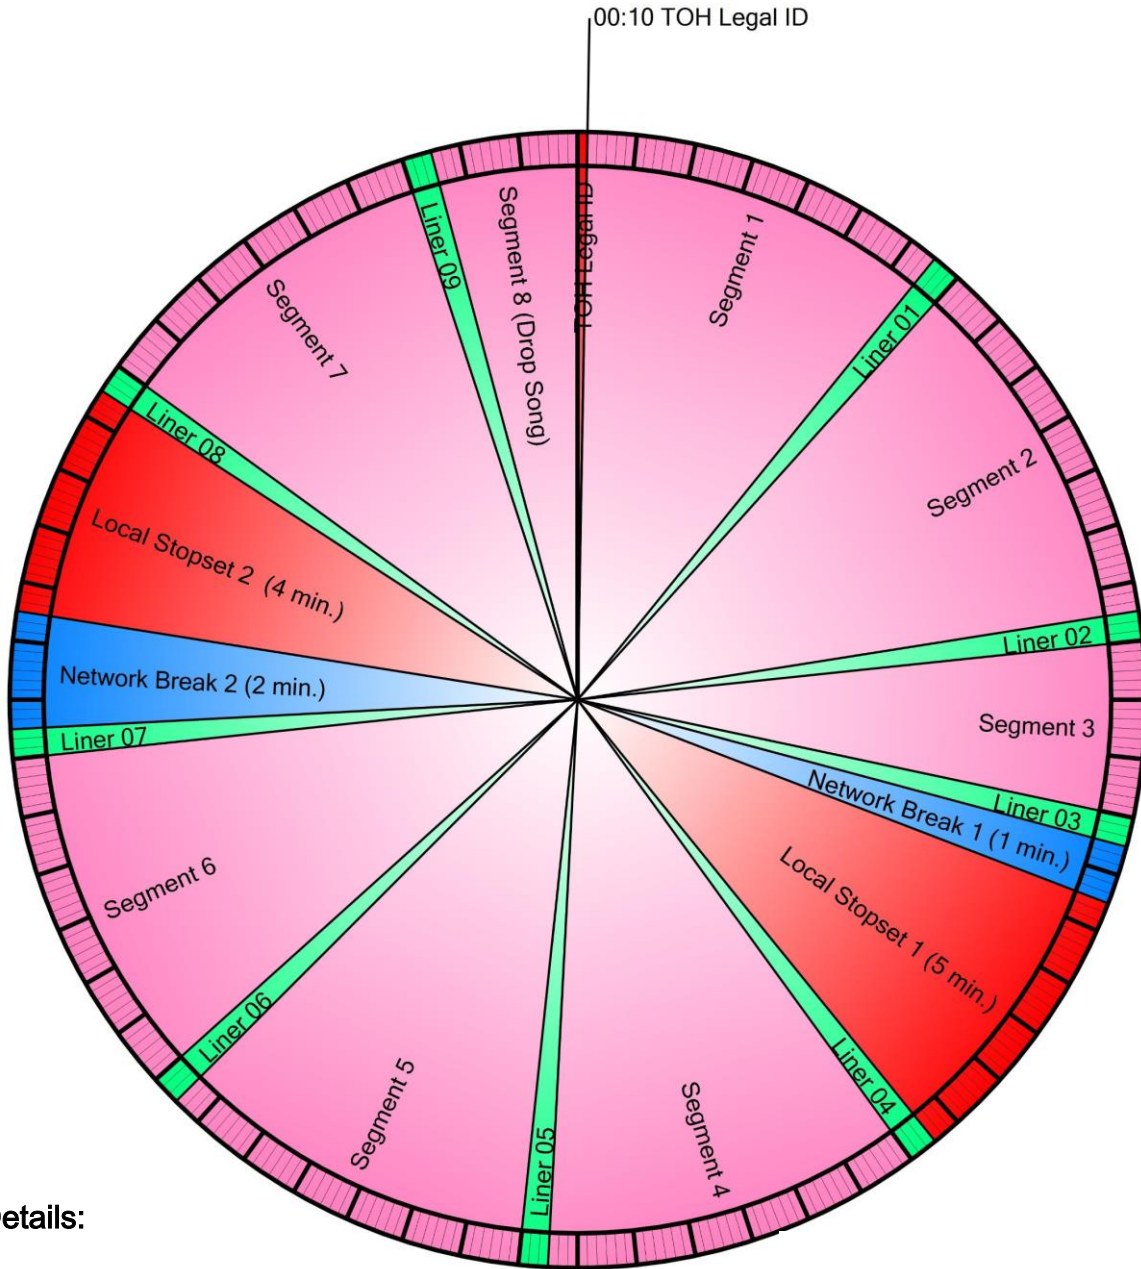 00:10 TOH Legal ID
TOH Legal ID
Segment 1
Liner 01
Segment 2
Liner 02
Segment 3
Liner 03
Network Break 1 (1 min.)
Local Stopset 1 (5 min.)
Liner 04
Segment 4
Liner 05
Segment 5
Liner 06
Segment 6
Liner 07
Network Break 2 (2 min.)
Local Stopset 2  (4 min.)
Liner 08
Segment 7
Liner 09
Segment 8 (Drop Song)
etails: